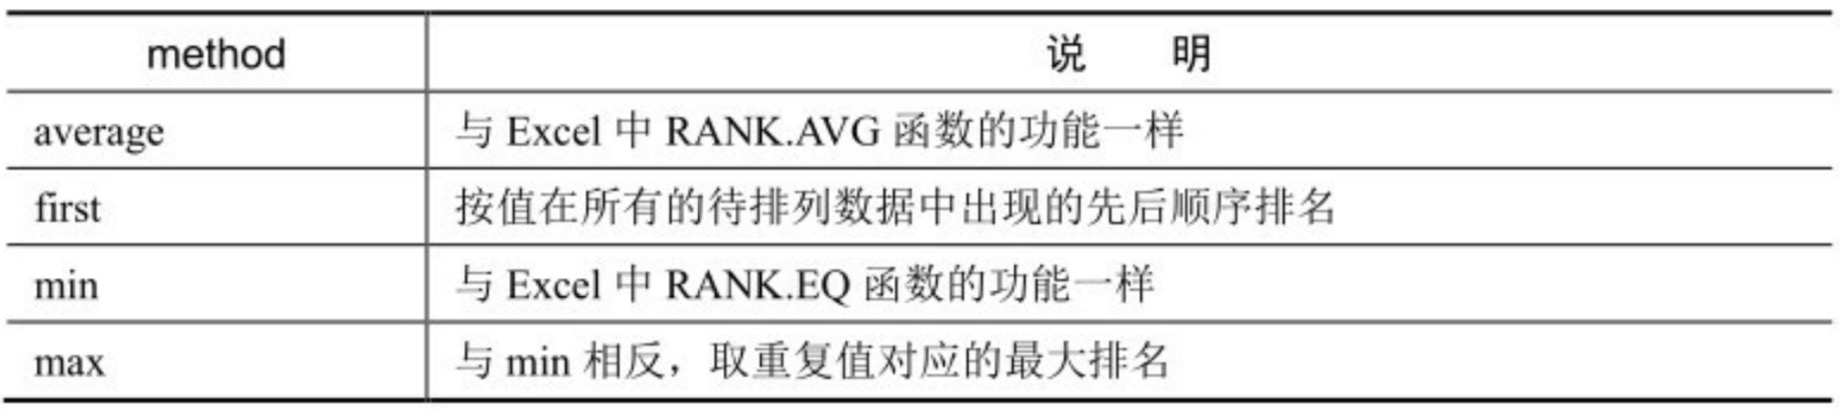 method 说 明
average 与 Excel 中 RANK.AVG 函数的功能一样
first 按值在所有的待排列数据中出现的先后顺序排名
min 与 Excel 中 RANK.EQ 函数的功能一样
max 与 min 相反，取重复值对应的最大排名